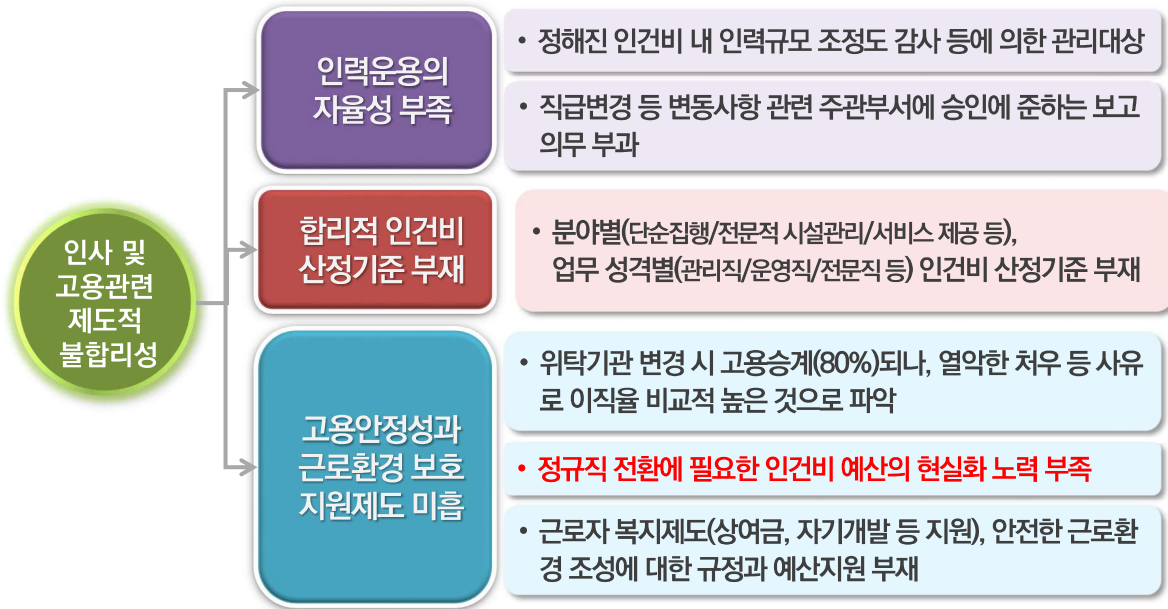 인사 및
고용관련
제도적
불합리성
인력운용의
자율성 부족
• 정해진 인건비 내 인력규모 조정도 감사 등에 의한 관리대상
• 직급변경 등 변동사항 관련 주관부서에 승인에 준하는 보고
의무 부과
합리적 인건비
산정기준 부재
• 분야별(단순집행/전문적 시설관리/서비스 제공 등),
업무 성격별(관리직/운영직/전문직 등) 인건비 산정기준 부재
고용안정성과
근로환경 보호
지원제도 미흡
• 위탁기관 변경 시 고용승계(80%)되나, 열악한 처우 등 사유
로 이직율 비교적 높은 것으로 파악
• 정규직 전환에 필요한 인건비 예산의 현실화 노력 부족
• 근로자 복지제도(상여금, 자기개발 등 지원), 안전한 근로환
경 조성에 대한 규정과 예산지원 부재